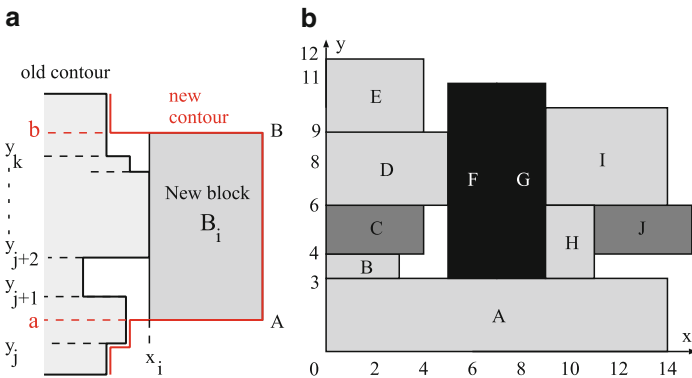 a
old contour
new
contour
b
y
k
y
j+2
y
j+1
a
y
j
New block
B
i
B
A
x
i
b
y
12
11
9
8
6
4
3
0
2
4
6
8
10
12
14
x
E
D
C
B
F
G
I
H
J
A